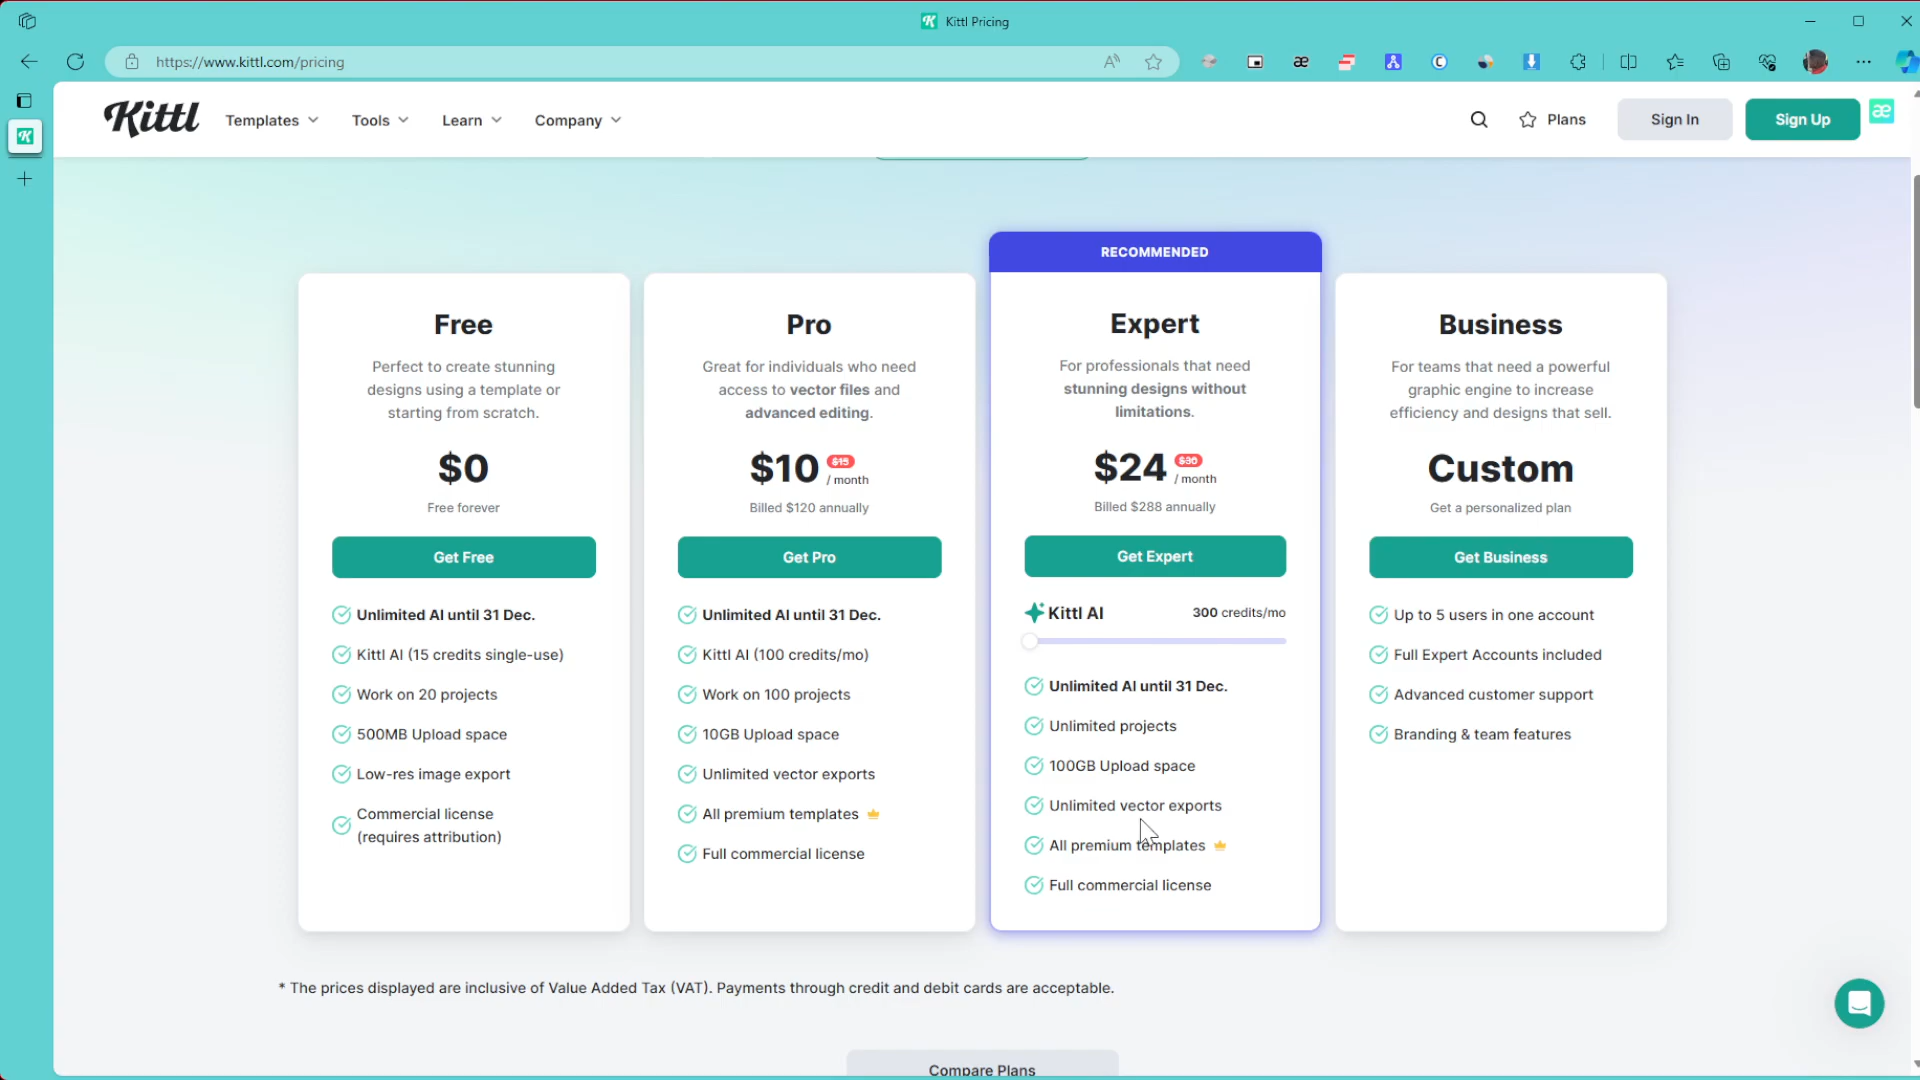 Kittl Pricing
https://www.kittl.com/pricing
Kittl
Templates
Tools
Learn
Company
Plans
Sign In
Sign Up
æ
RECOMMENDED
Free
Perfect to create stunning
designs using a template or
starting from scratch.
$0
Free forever
Get Free
Unlimited AI until 31 Dec.
Kittl AI (15 credits single-use)
Work on 20 projects
500MB Upload space
Low-res image export
Commercial license
(requires attribution)
Pro
Great for individuals who need
access to vector files and
advanced editing.
$10 $13
/ month
Billed $120 annually
Get Pro
Unlimited AI until 31 Dec.
Kittl AI (100 credits/mo)
Work on 100 projects
10GB Upload space
Unlimited vector exports
All premium templates
Full commercial license
Expert
For professionals that need
stunning designs without
limitations.
$24 $30
/ month
Billed $288 annually
Get Expert
Kittl AI 300 credits/mo
Unlimited AI until 31 Dec.
Unlimited projects
100GB Upload space
Unlimited vector exports
All premium templates
Full commercial license
Business
For teams that need a powerful
graphic engine to increase
efficiency and designs that sell.
Custom
Get a personalized plan
Get Business
Up to 5 users in one account
Full Expert Accounts included
Advanced customer support
Branding & team features
* The prices displayed are inclusive of Value Added Tax (VAT). Payments through credit and debit cards are acceptable.
Compare Plans